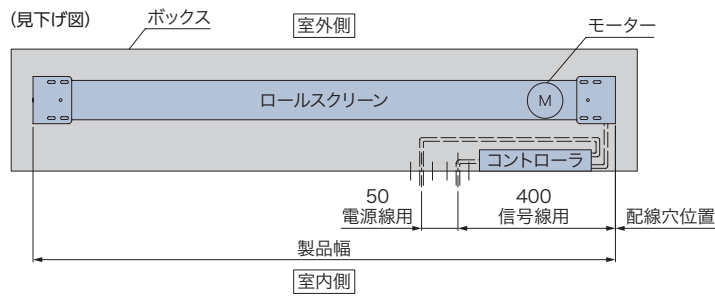 (見下げ図)
ボックス
室外側
モーター
ロールスクリーン
M
コントローラ
50
電源線用
400
信号線用
配線穴位置
製品幅
室内側